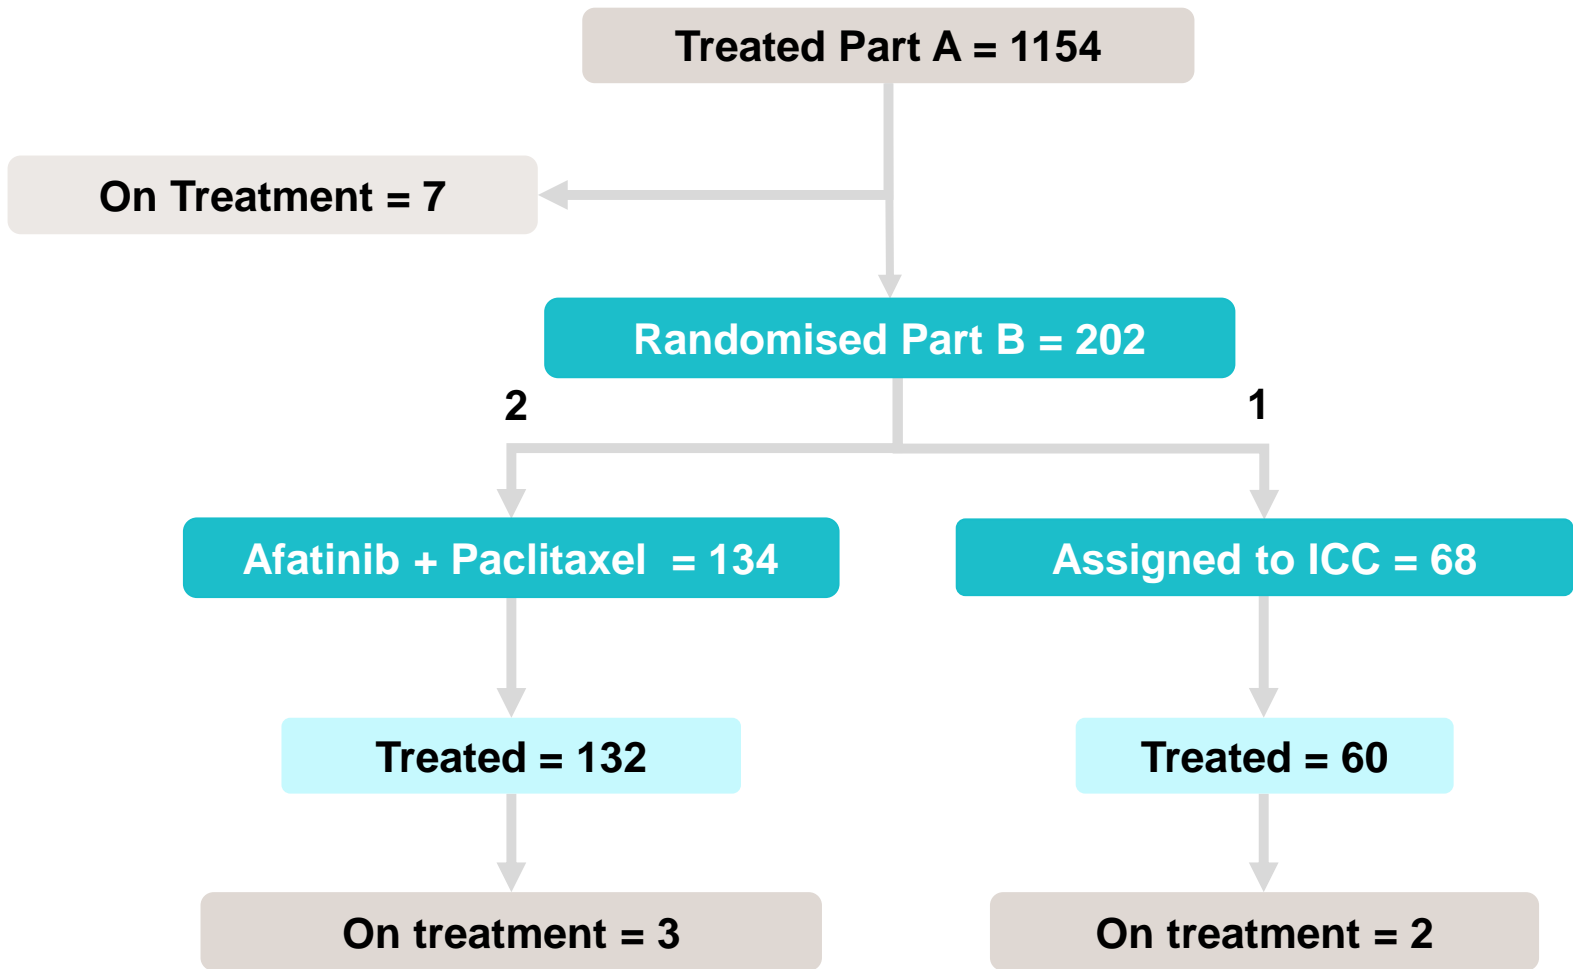 Treated Part A = 1154
On Treatment = 7
Randomised Part B = 202
2
1
Afatinib + Paclitaxel = 134
Assigned to ICC = 68
Treated = 132
Treated = 60
On treatment = 3
On treatment = 2